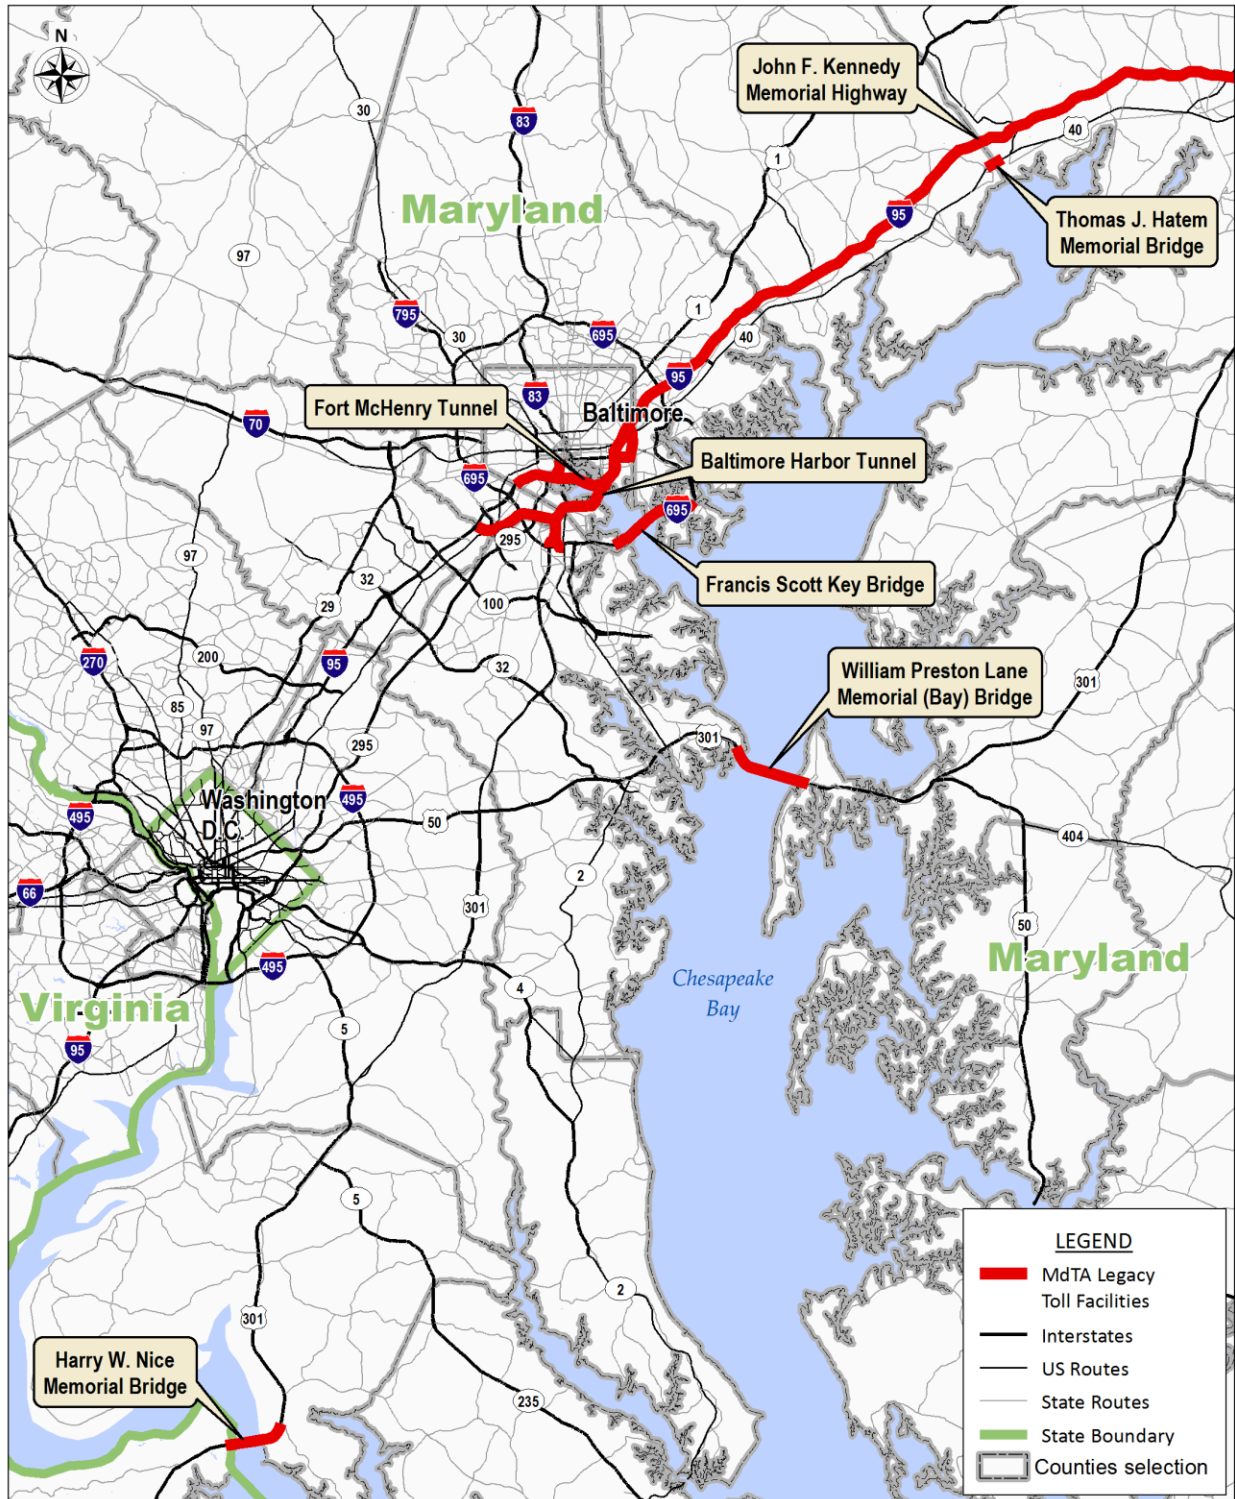 N
John F. Kennedy
Memorial Highway
30
83
40
1
Maryland
95
Thomas J. Hatem
Memorial Bridge
97
795
1
30
695
40
95
83
Fort McHenry Tunnel
Baltimore
70
Baltimore Harbor Tunnel
695
695
295
97
32
Francis Scott Key Bridge
29
100
270
200
95
32
William Preston Lane
Memorial (Bay) Bridge
301
85
97
295
301
Washington
D.C.
495
495
50
404
66
2
301
50
495
Maryland
Chesapeake
Bay
4
Virginia
5
95
5
LEGEND
MdTA Legacy
Toll Facilities
Interstates
US Routes
State Routes
State Boundary
Counties selection
2
301
Harry W. Nice
Memorial Bridge
235